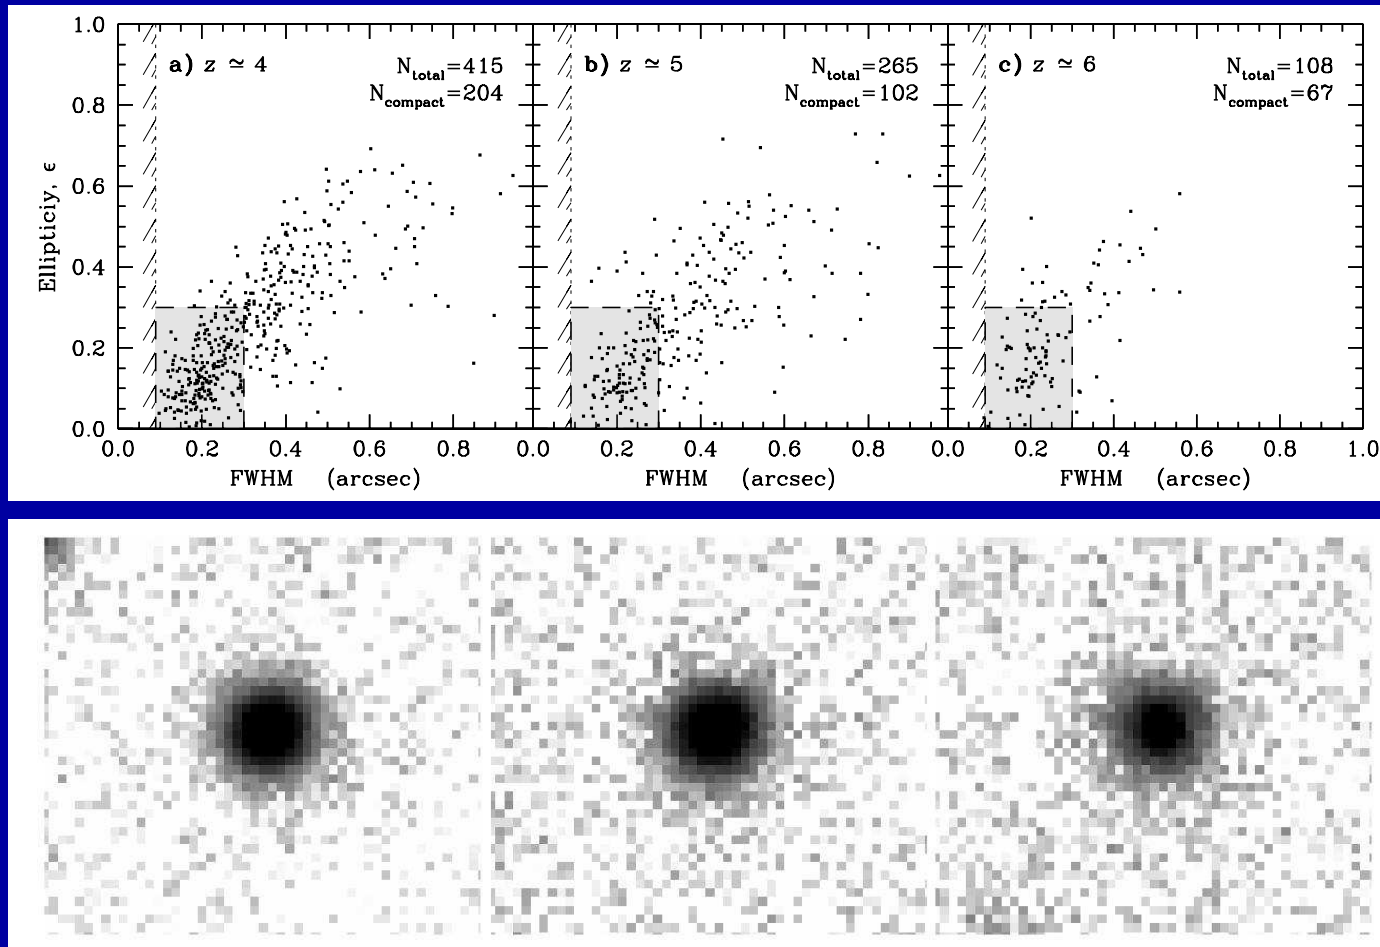 1.0
0.8
0.6
0.4
0.2
0.0
Ellipticiy, ε
a) z ≃ 4
N_total=415
N_compact=204
b) z ≃ 5
N_total=265
N_compact=102
c) z ≃ 6
N_total=108
N_compact=67
0.0 0.2 0.4 0.6 0.8 0.0 0.2 0.4 0.6 0.8 0.0 0.2 0.4 0.6 0.8 1.0
FWHM (arcsec) FWHM (arcsec) FWHM (arcsec)